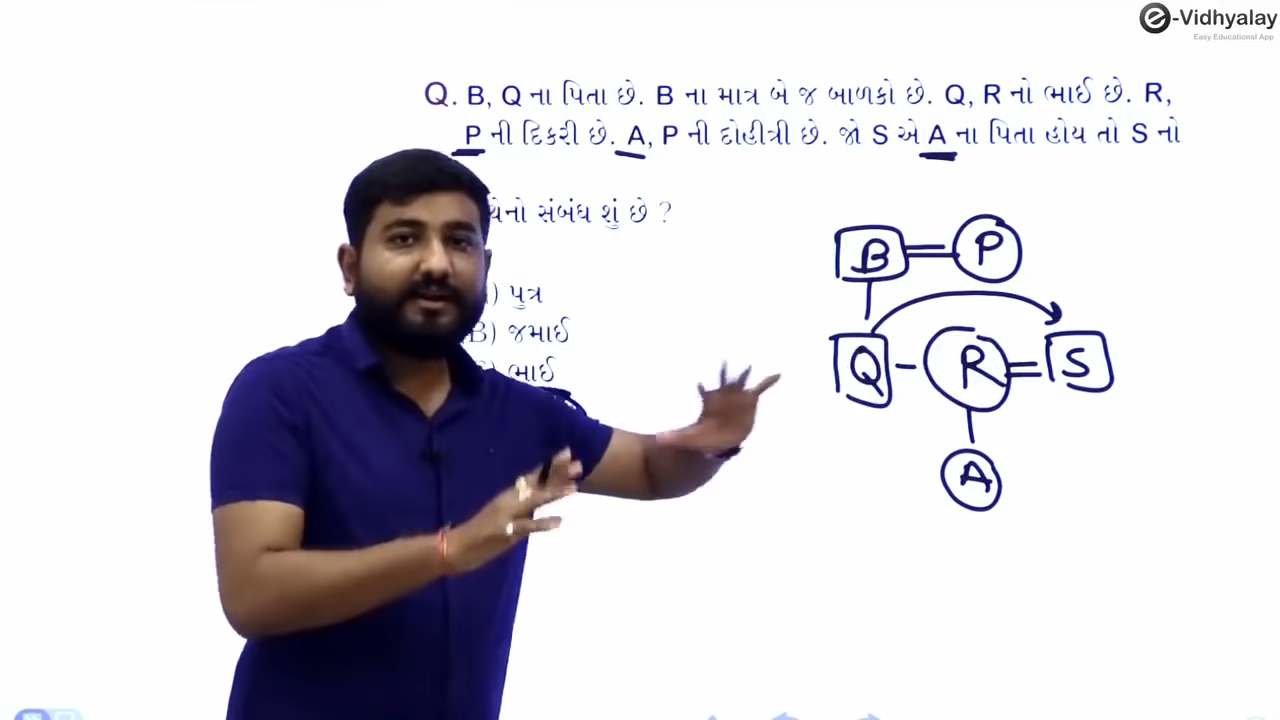 e-Vidhyalay
Easy Educational App
Q. B, Q ના પિતા છે. B ના માત્ર બે જ બાળકો છે. Q, R નો ભાઈ છે. R,
P ની દિકરી છે. A, P ની દોહીત્રી છે. જો S એ A ના પિતા હોય તો S નો
સંબંધ શું છે ?
B P
) પુત્ર
B) જમાઈ
Q - R S
) ભાઈ
A